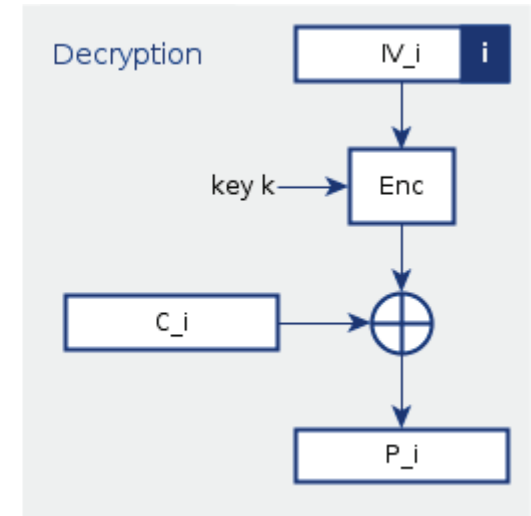 Decryption
IV_i i
key k
Enc
C_i
P_i